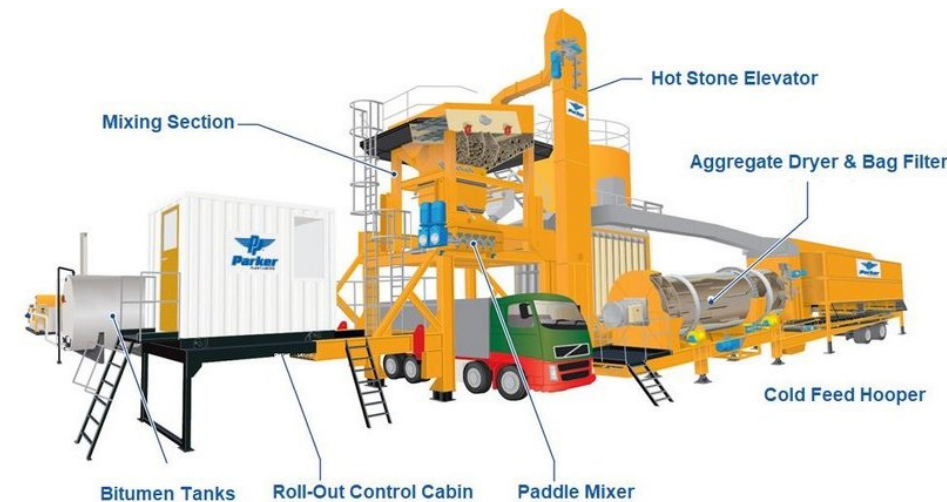 Hot Stone Elevator
Mixing Section
Aggregate Dryer & Bag Filter
Parker
Parker
Parker
Cold Feed Hooper
Bitumen Tanks
Roll-Out Control Cabin
Paddle Mixer